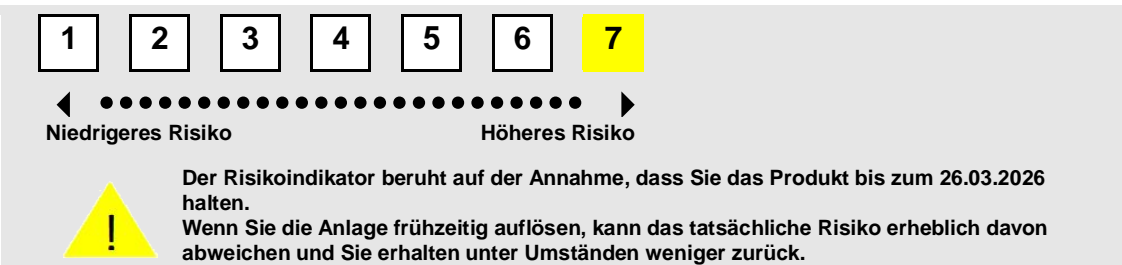 1 2 3 4 5 6 7
Niedrigeres Risiko Höheres Risiko
Der Risikoindikator beruht auf der Annahme, dass Sie das Produkt bis zum 26.03.2026
halten.
Wenn Sie die Anlage frühzeitig auflösen, kann das tatsächliche Risiko erheblich davon
abweichen und Sie erhalten unter Umständen weniger zurück.
!